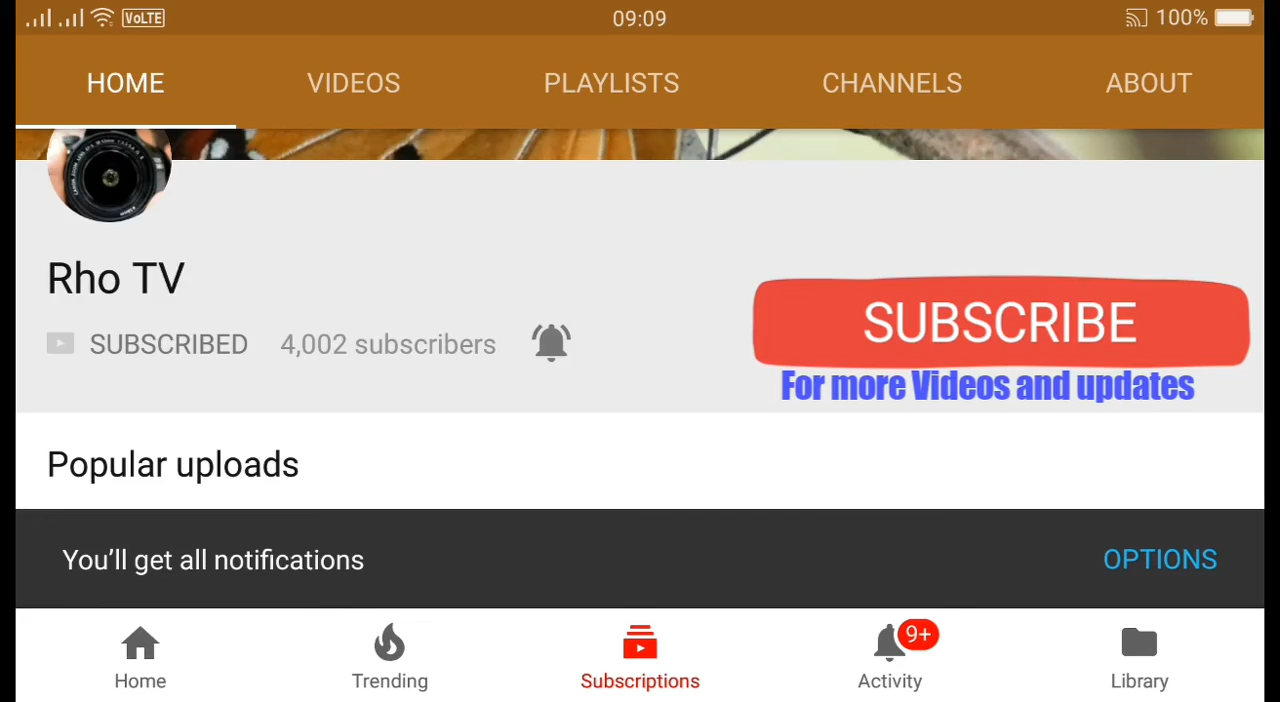 VoLTE 09:09 100%
HOME VIDEOS PLAYLISTS CHANNELS ABOUT
Rho TV
SUBSCRIBED 4,002 subscribers
SUBSCRIBE
For more Videos and updates
Popular uploads
You’ll get all notifications OPTIONS
9+
Home Trending Subscriptions Activity Library